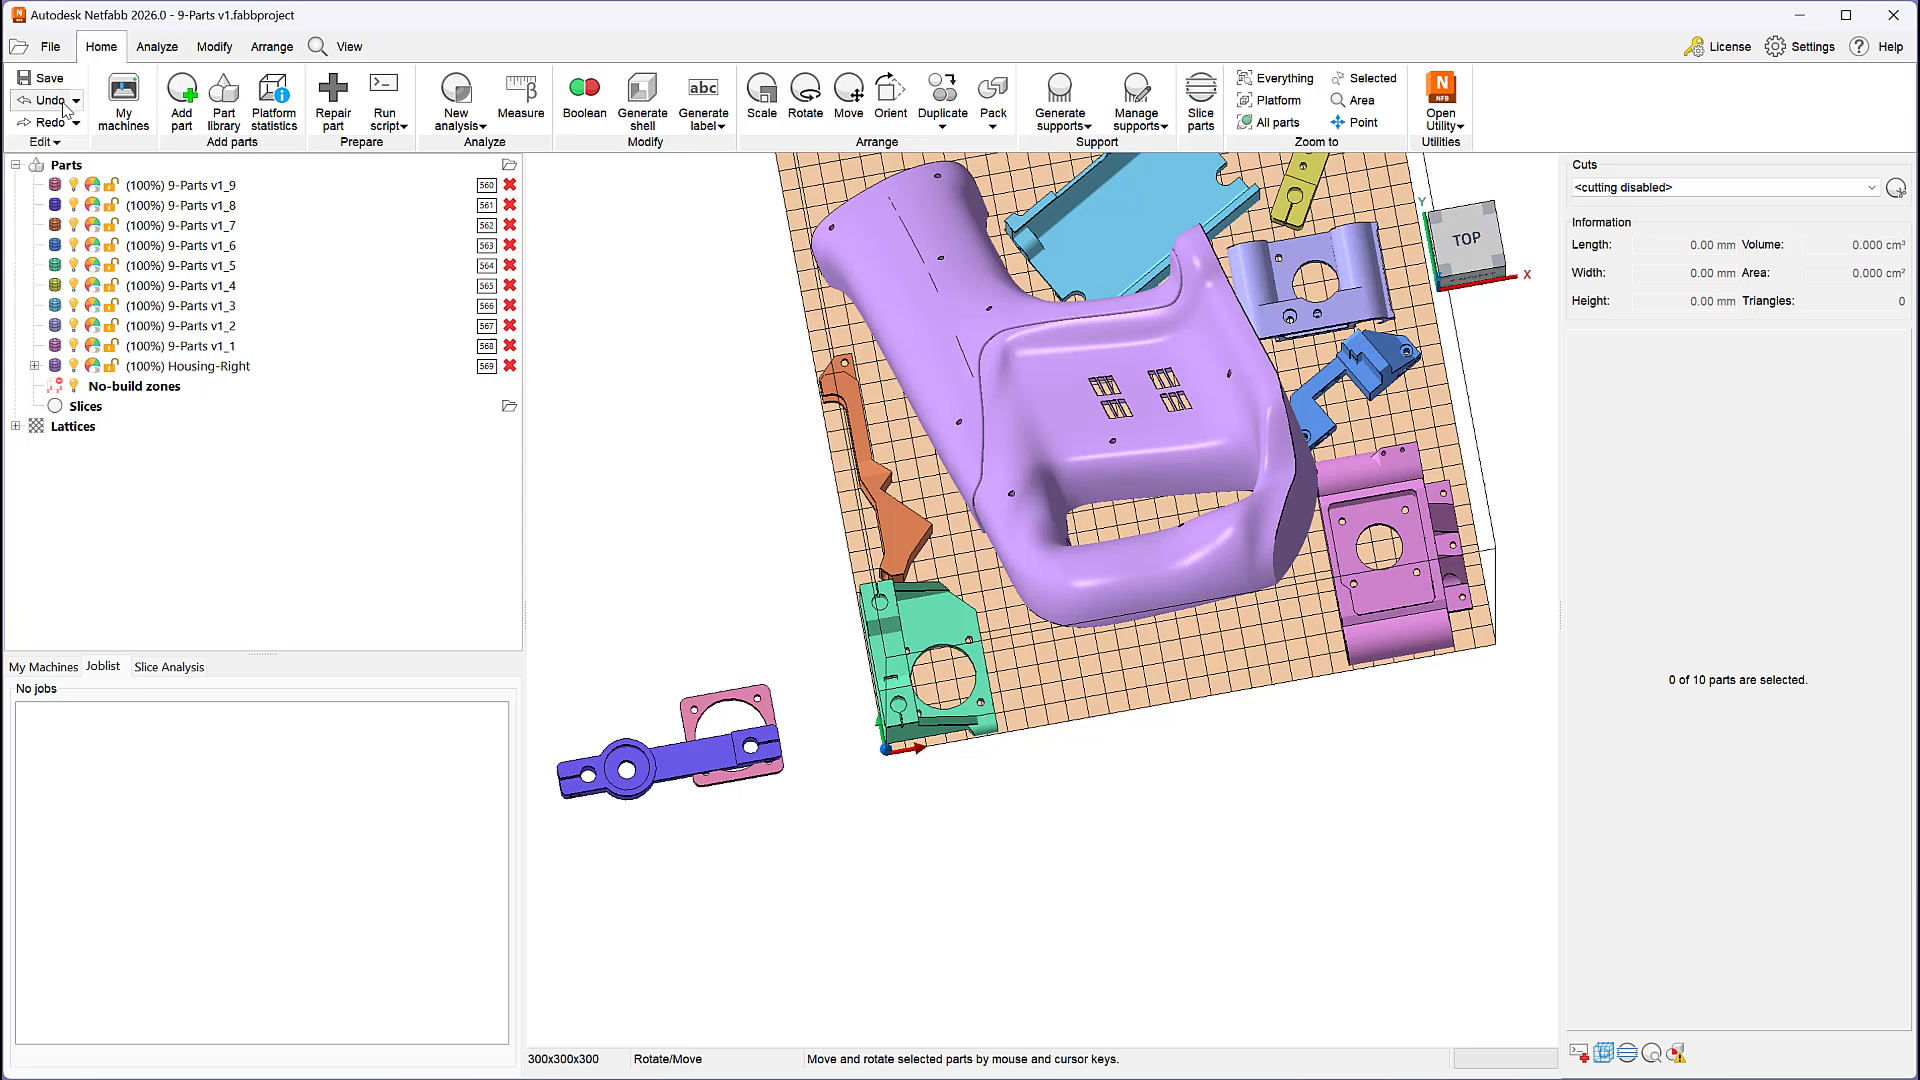 Autodesk Netfabb 2026.0 - 9-Parts v1.fabbproject
File Home Analyze Modify Arrange View License Settings Help
Save
Undo
Redo
Edit
My machines
Add part
Part library
Platform statistics
Add parts
Repair part
Run script
Prepare
New analysis
Measure
Analyze
Boolean
Generate shell
abc
Generate label
Modify
Scale
Rotate
Move
Orient
Duplicate
Pack
Arrange
Generate supports
Manage supports
Support
Slice parts
Everything
Platform
All parts
Selected
Area
Point
Zoom to
N
NFB
Open Utility
Utilities
Parts
(100%) 9-Parts v1_9 560
(100%) 9-Parts v1_8 561
(100%) 9-Parts v1_7 562
(100%) 9-Parts v1_6 563
(100%) 9-Parts v1_5 564
(100%) 9-Parts v1_4 565
(100%) 9-Parts v1_3 566
(100%) 9-Parts v1_2 567
(100%) 9-Parts v1_1 568
(100%) Housing-Right 569
No-build zones
Slices
Lattices
My Machines Joblist Slice Analysis
No jobs
Y
TOP
X
Cuts
<cutting disabled>
Information
Length: 0.00 mm Volume: 0.000 cm³
Width: 0.00 mm Area: 0.000 cm²
Height: 0.00 mm Triangles: 0
0 of 10 parts are selected.
300x300x300 Rotate/Move Move and rotate selected parts by mouse and cursor keys.